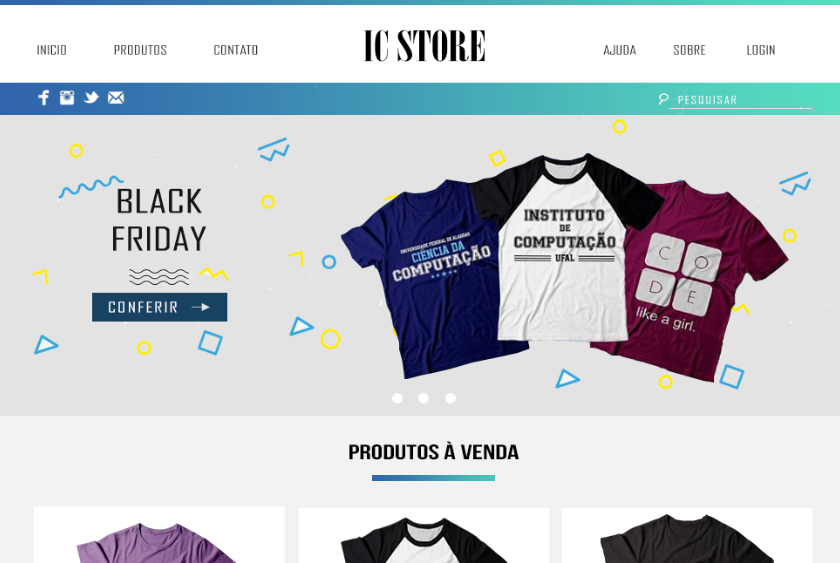 INICIO
PRODUTOS
CONTATO
IC STORE
AJUDA
SOBRE
LOGIN
PESQUISAR
BLACK
FRIDAY
CONFERIR
UNIVERSIDADE FEDERAL DE ALAGOAS
CIÊNCIA DA
COMPUTAÇÃO
INSTITUTO
DE
COMPUTAÇÃO
UFAL
C O
D E
like a girl.
PRODUTOS À VENDA